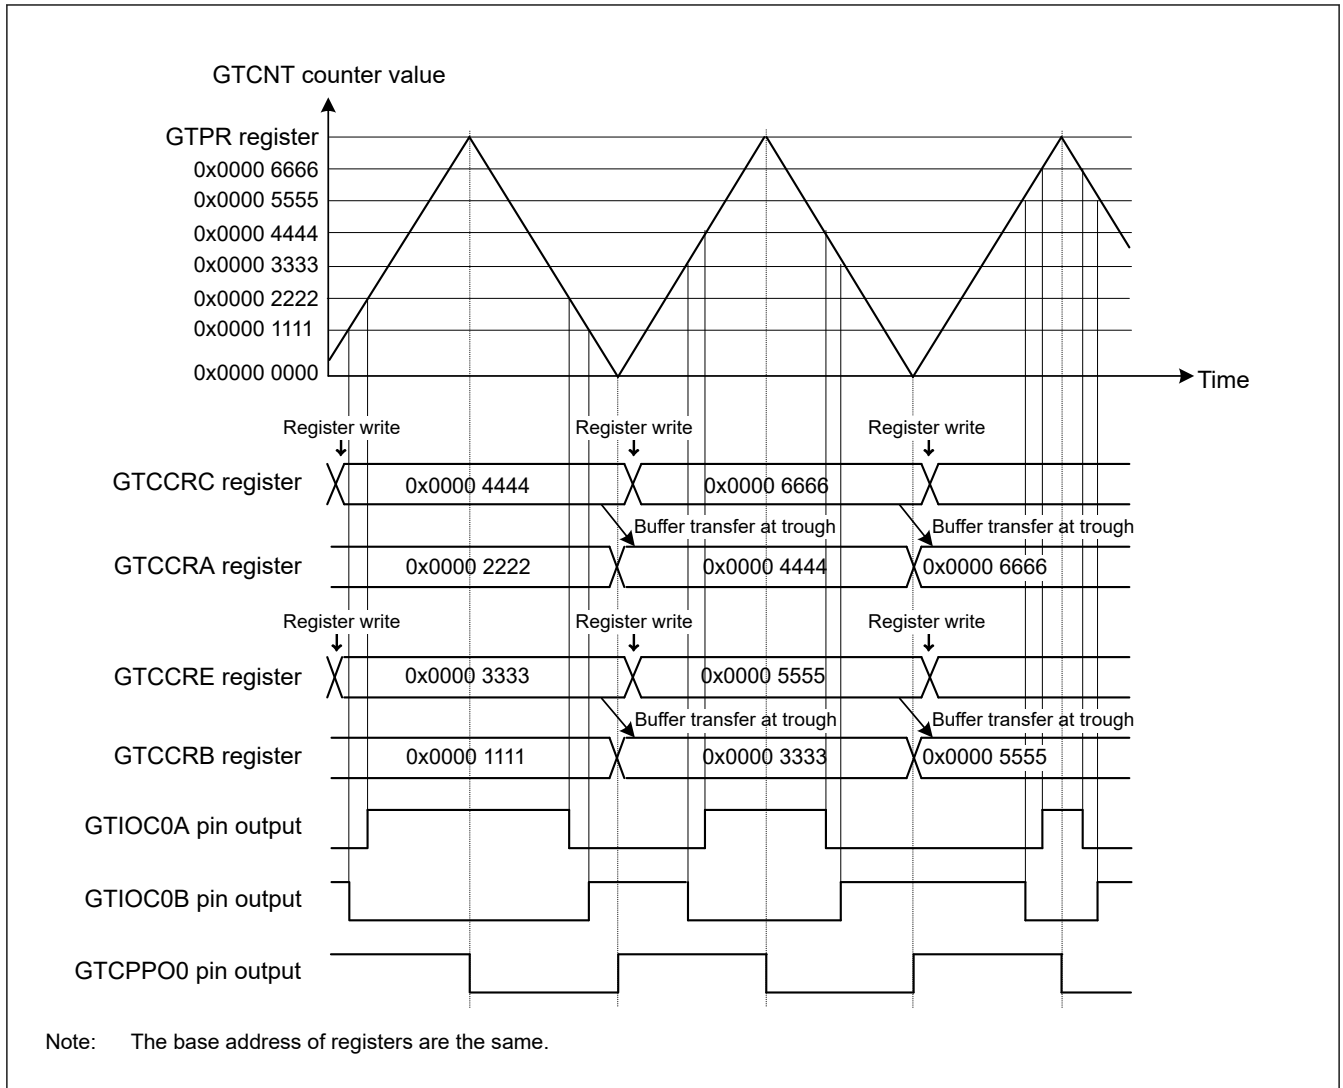 GTCNT counter value
GTPR register
0x0000 6666
0x0000 5555
0x0000 4444
0x0000 3333
0x0000 2222
0x0000 1111
0x0000 0000
Time
Register write Register write Register write
GTCCRC register 0x0000 4444 0x0000 6666
Buffer transfer at trough Buffer transfer at trough
GTCCRA register 0x0000 2222 0x0000 4444 0x0000 6666
Register write Register write Register write
GTCCRE register 0x0000 3333 0x0000 5555
Buffer transfer at trough Buffer transfer at trough
GTCCRB register 0x0000 1111 0x0000 3333 0x0000 5555
GTIOC0A pin output
GTIOC0B pin output
GTCPPO0 pin output
Note: The base address of registers are the same.